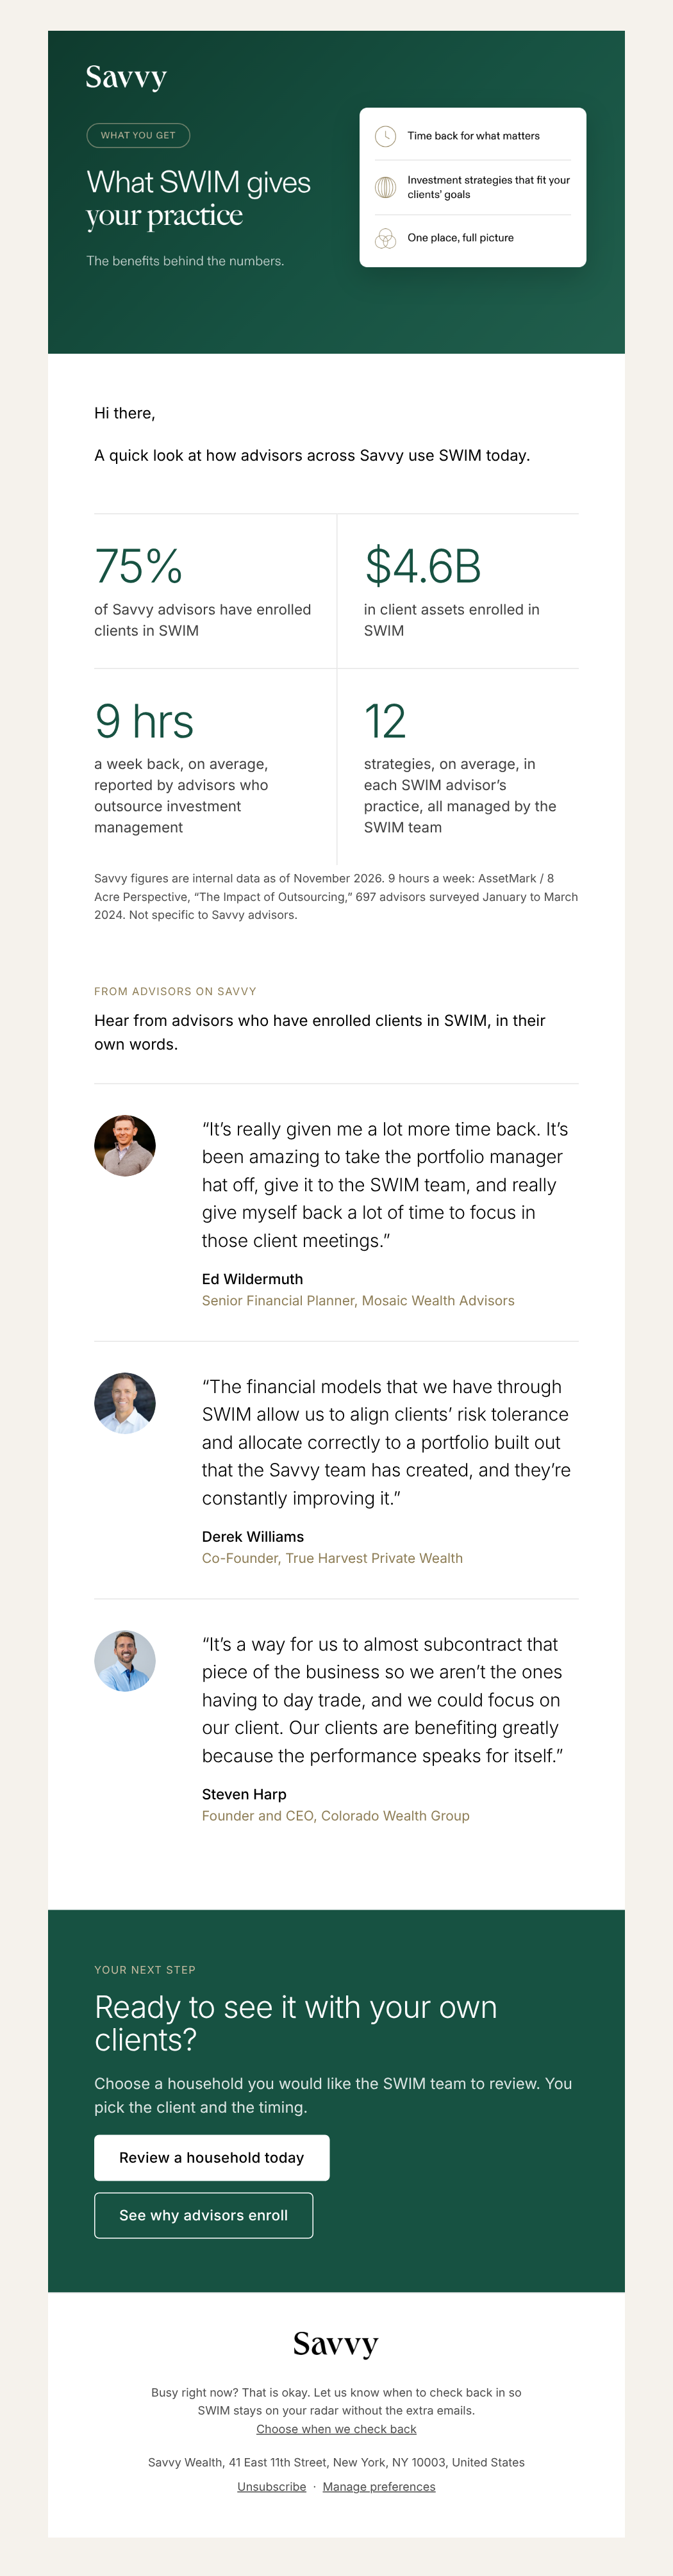 Savvy
WHAT YOU GET
What SWIM gives
your practice
The benefits behind the numbers.
Time back for what matters
Investment strategies that fit your
clients' goals
One place, full picture
Hi there,
A quick look at how advisors across Savvy use SWIM today.
75%
of Savvy advisors have enrolled
clients in SWIM
$4.6B
in client assets enrolled in
SWIM
9 hrs
a week back, on average,
reported by advisors who
outsource investment
management
12
strategies, on average, in
each SWIM advisor’s
practice, all managed by the
SWIM team
Savvy figures are internal data as of November 2026. 9 hours a week: AssetMark / 8
Acre Perspective, “The Impact of Outsourcing,” 697 advisors surveyed January to March
2024. Not specific to Savvy advisors.
FROM ADVISORS ON SAVVY
Hear from advisors who have enrolled clients in SWIM, in their
own words.
“It’s really given me a lot more time back. It’s
been amazing to take the portfolio manager
hat off, give it to the SWIM team, and really
give myself back a lot of time to focus in
those client meetings.”
Ed Wildermuth
Senior Financial Planner, Mosaic Wealth Advisors
“The financial models that we have through
SWIM allow us to align clients’ risk tolerance
and allocate correctly to a portfolio built out
that the Savvy team has created, and they’re
constantly improving it.”
Derek Williams
Co-Founder, True Harvest Private Wealth
“It’s a way for us to almost subcontract that
piece of the business so we aren’t the ones
having to day trade, and we could focus on
our client. Our clients are benefiting greatly
because the performance speaks for itself.”
Steven Harp
Founder and CEO, Colorado Wealth Group
YOUR NEXT STEP
Ready to see it with your own
clients?
Choose a household you would like the SWIM team to review. You
pick the client and the timing.
Review a household today
See why advisors enroll
Savvy
Busy right now? That is okay. Let us know when to check back in so
SWIM stays on your radar without the extra emails.
Choose when we check back
Savvy Wealth, 41 East 11th Street, New York, NY 10003, United States
Unsubscribe · Manage preferences